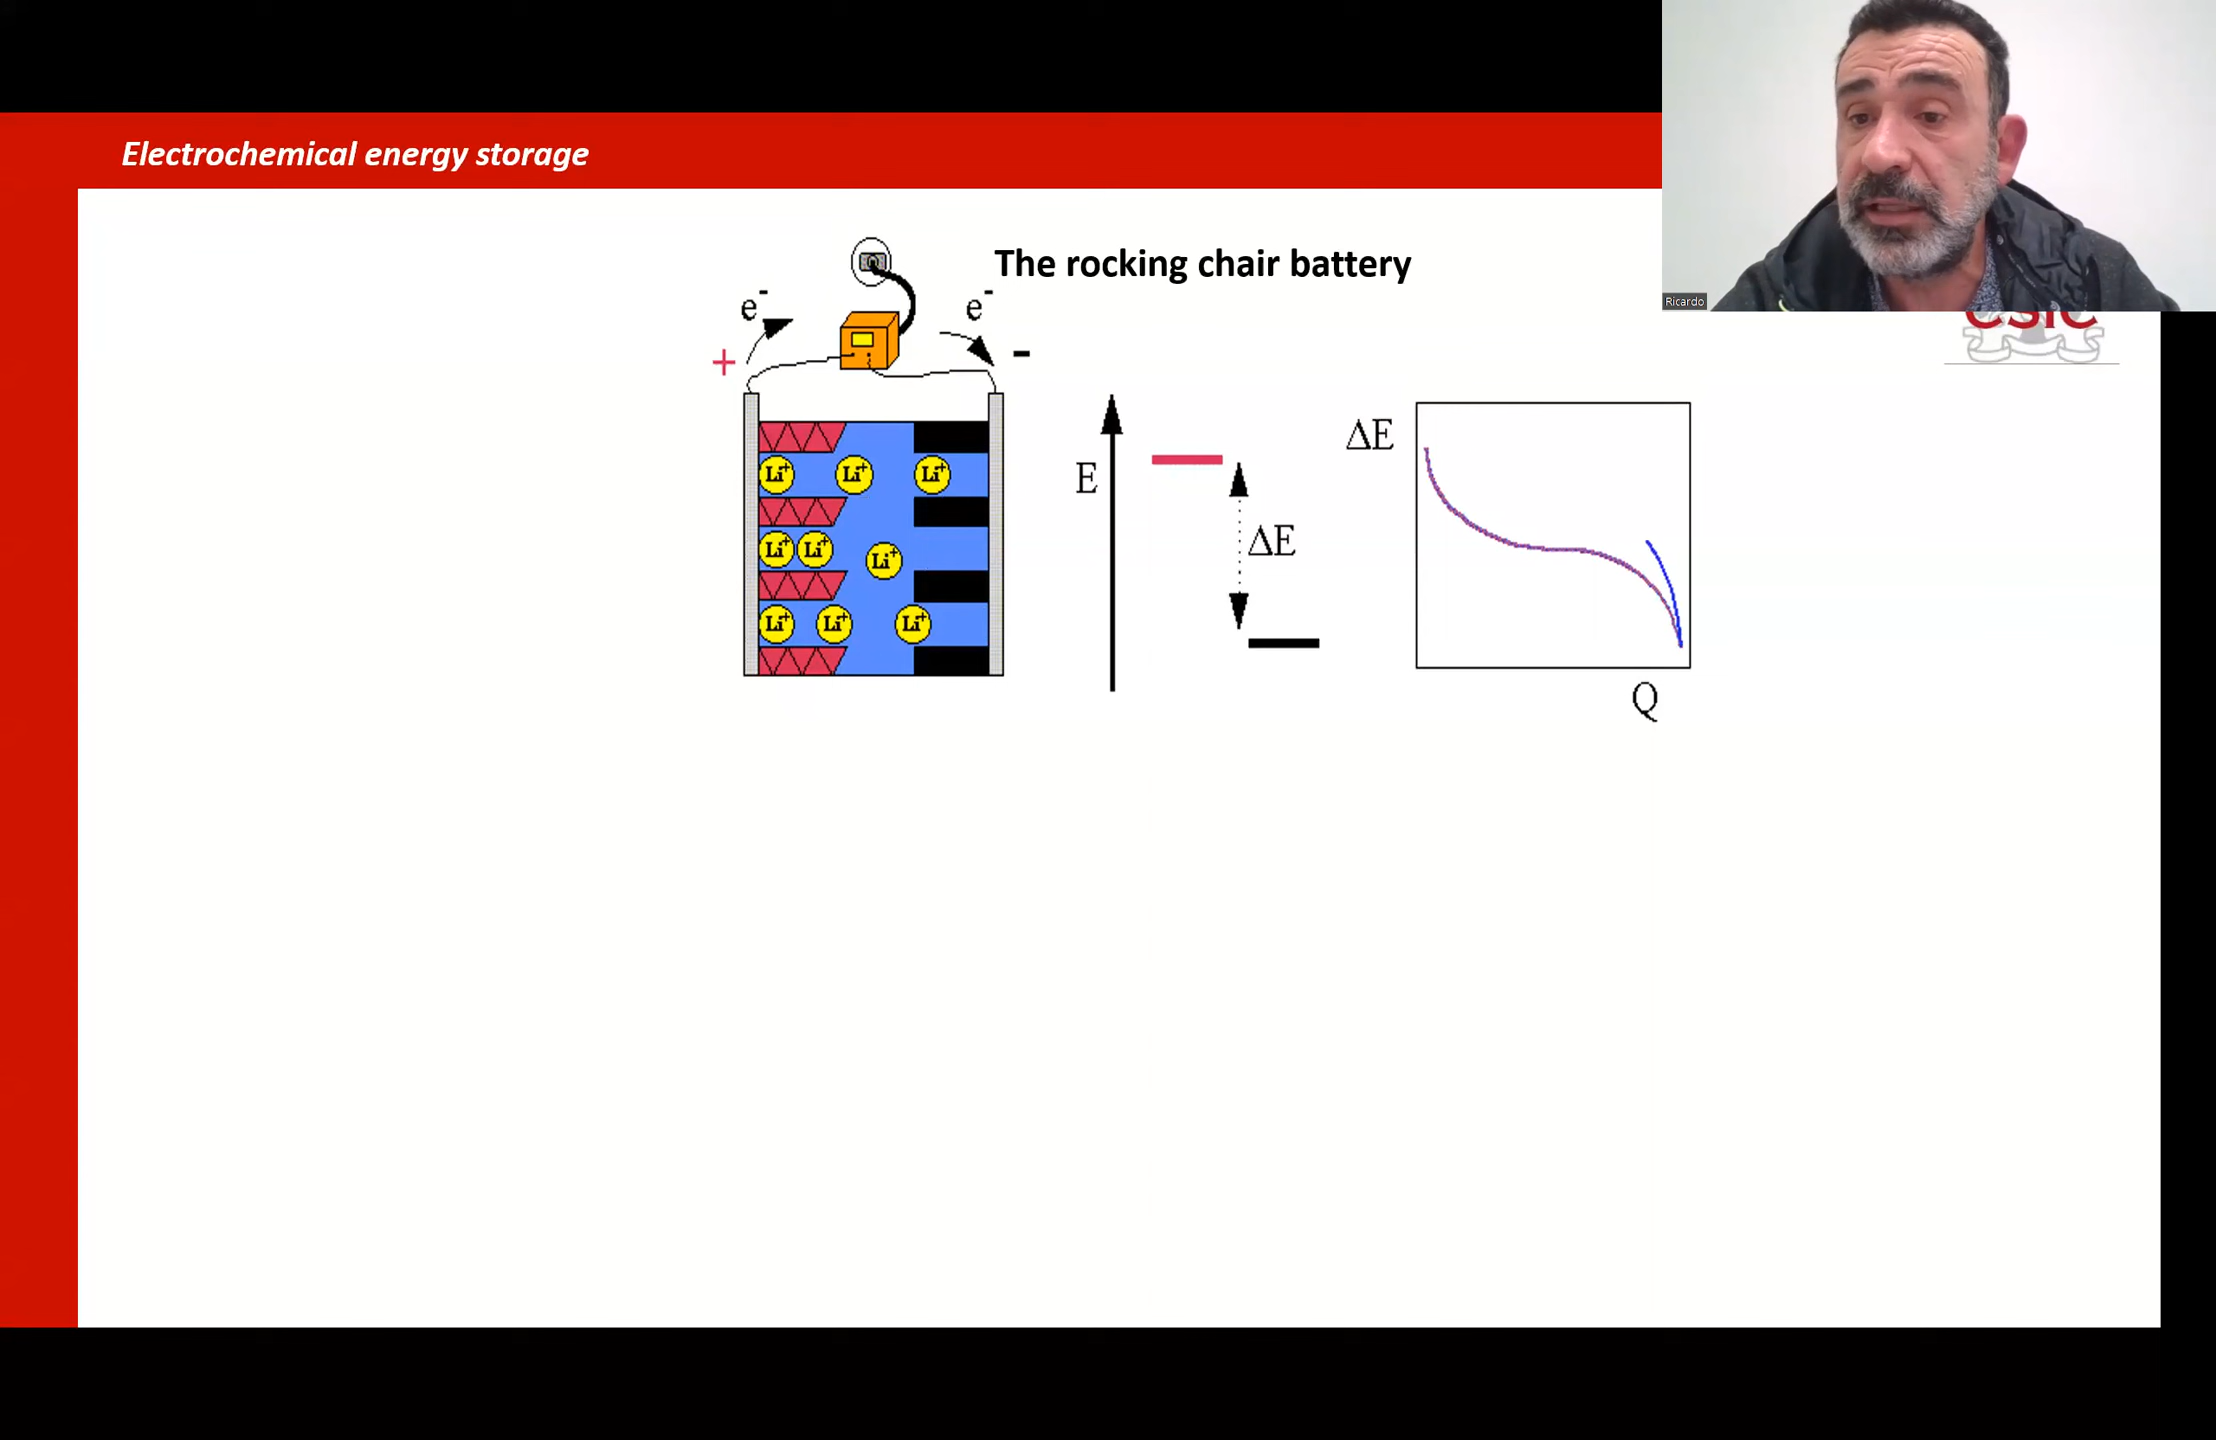 Electrochemical energy storage
The rocking chair battery
Ricardo
CSIC
e-
e-
+
-
E
ΔE
ΔE
Q
Li+
Li+
Li+
Li+
Li+
Li+
Li+
Li+
Li+